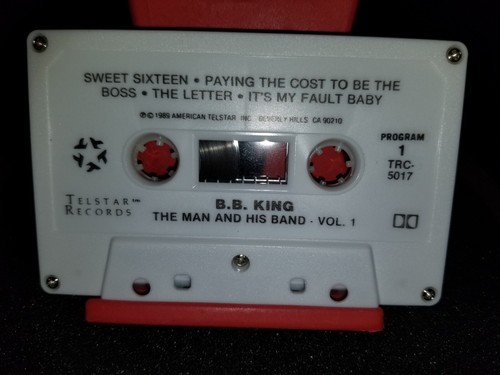 SWEET SIXTEEN • PAYING THE COST TO BE THE
BOSS • THE LETTER • IT'S MY FAULT BABY
℗© 1989 AMERICAN TELSTAR INC. BEVERLY HILLS CA 90210
PROGRAM
1
TRC-
5017
TELSTAR™
RECORDS
B.B. KING
THE MAN AND HIS BAND · VOL. 1